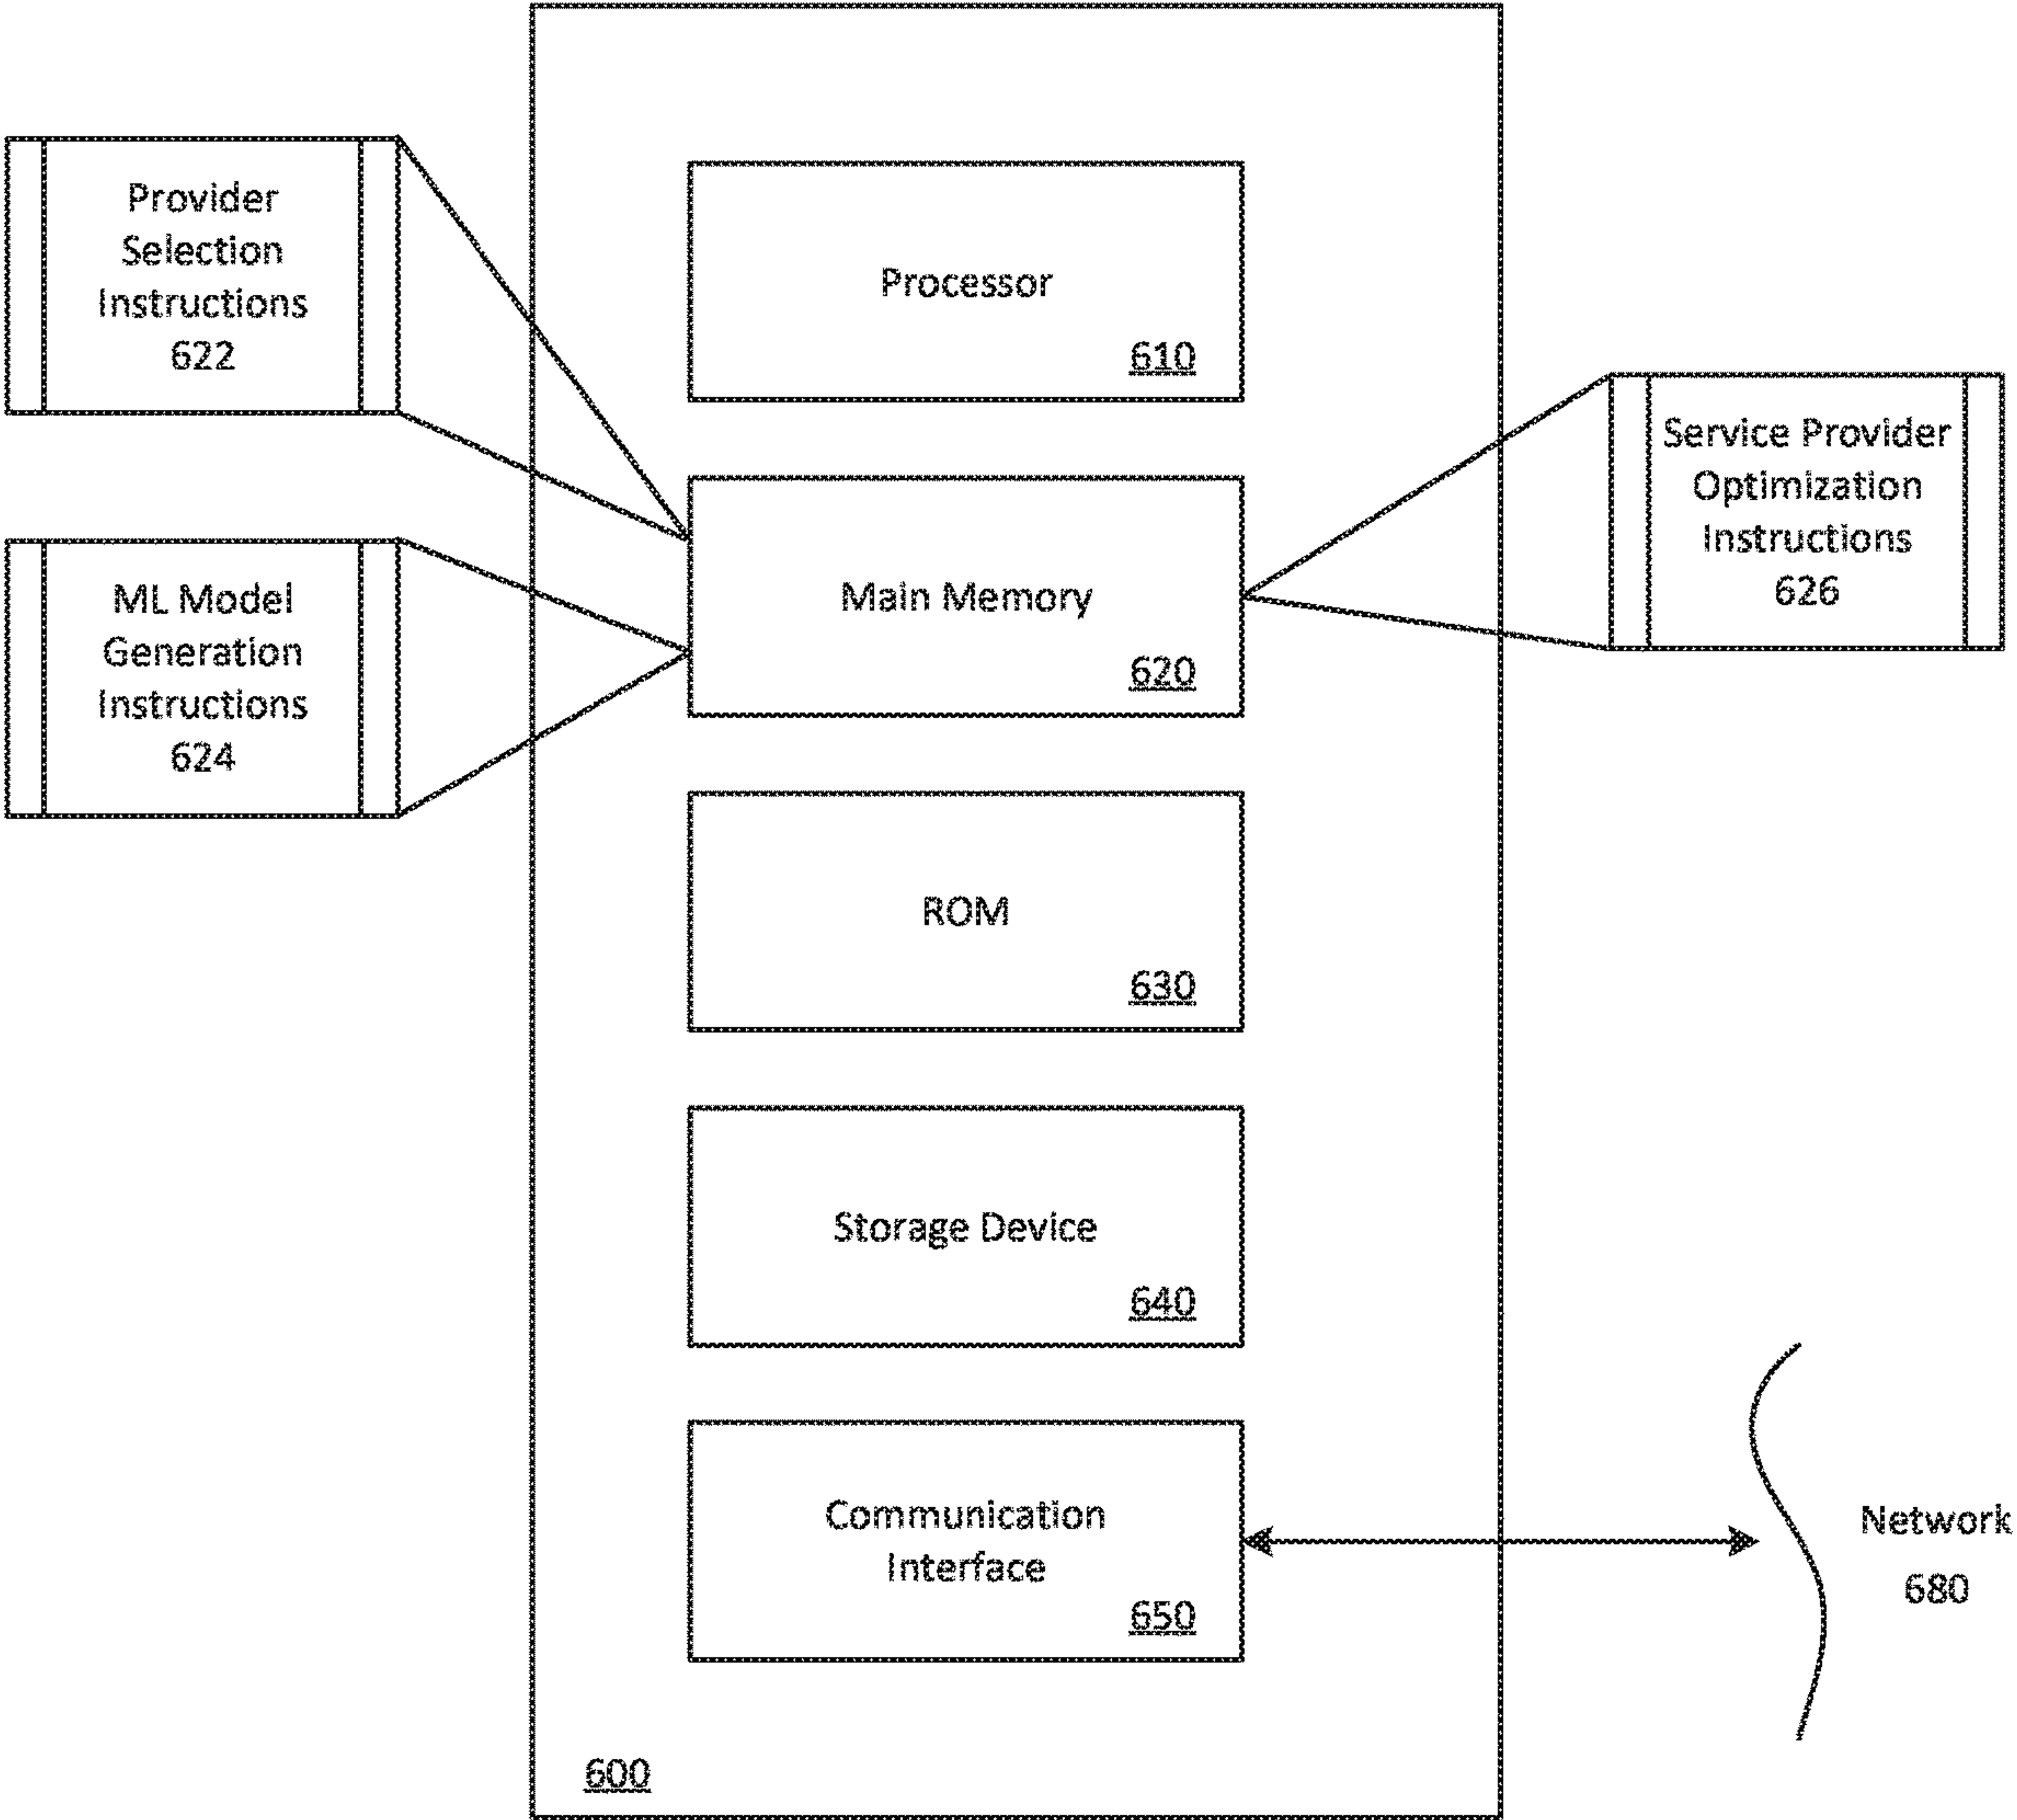 Provider
Selection
Instructions
622
ML Model
Generation
Instructions
624
Processor
610
Main Memory
620
ROM
630
Storage Device
640
Communication
Interface
650
600
Service Provider
Optimization
Instructions
626
Network
680